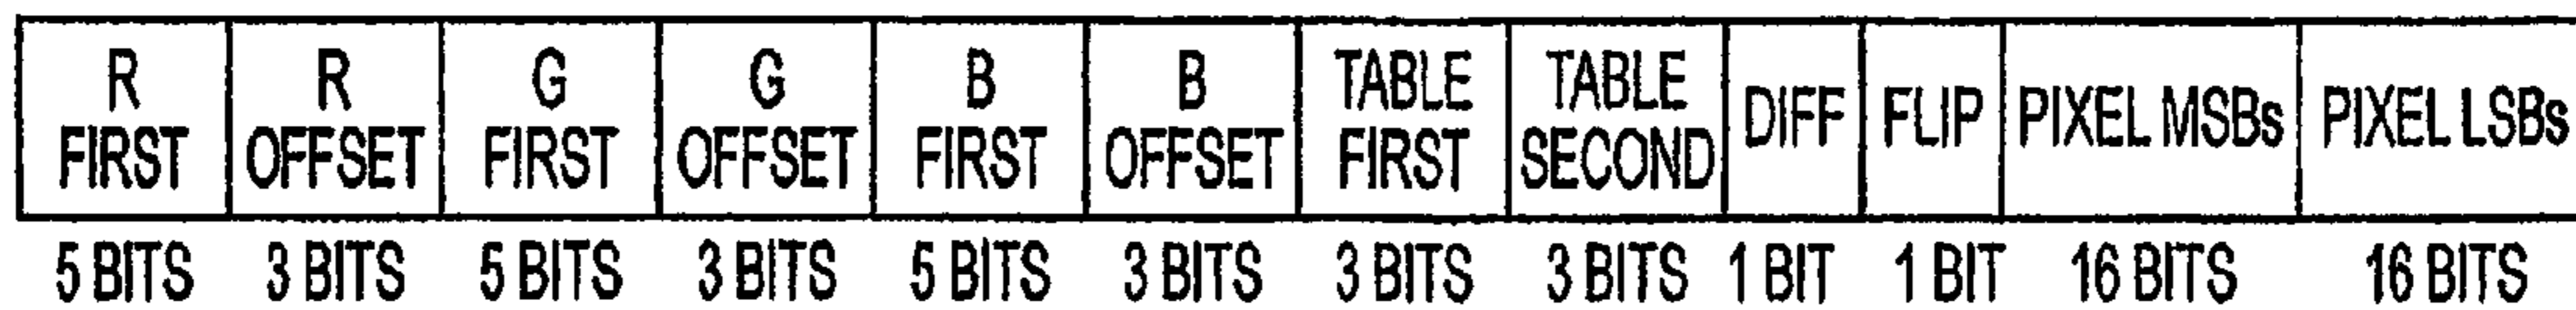 R FIRST
R OFFSET
G FIRST
G OFFSET
B FIRST
B OFFSET
TABLE FIRST
TABLE SECOND
DIFF
FLIP
PIXEL MSBs
PIXEL LSBs
5 BITS
3 BITS
5 BITS
3 BITS
5 BITS
3 BITS
3 BITS
3 BITS
1 BIT
1 BIT
16 BITS
16 BITS